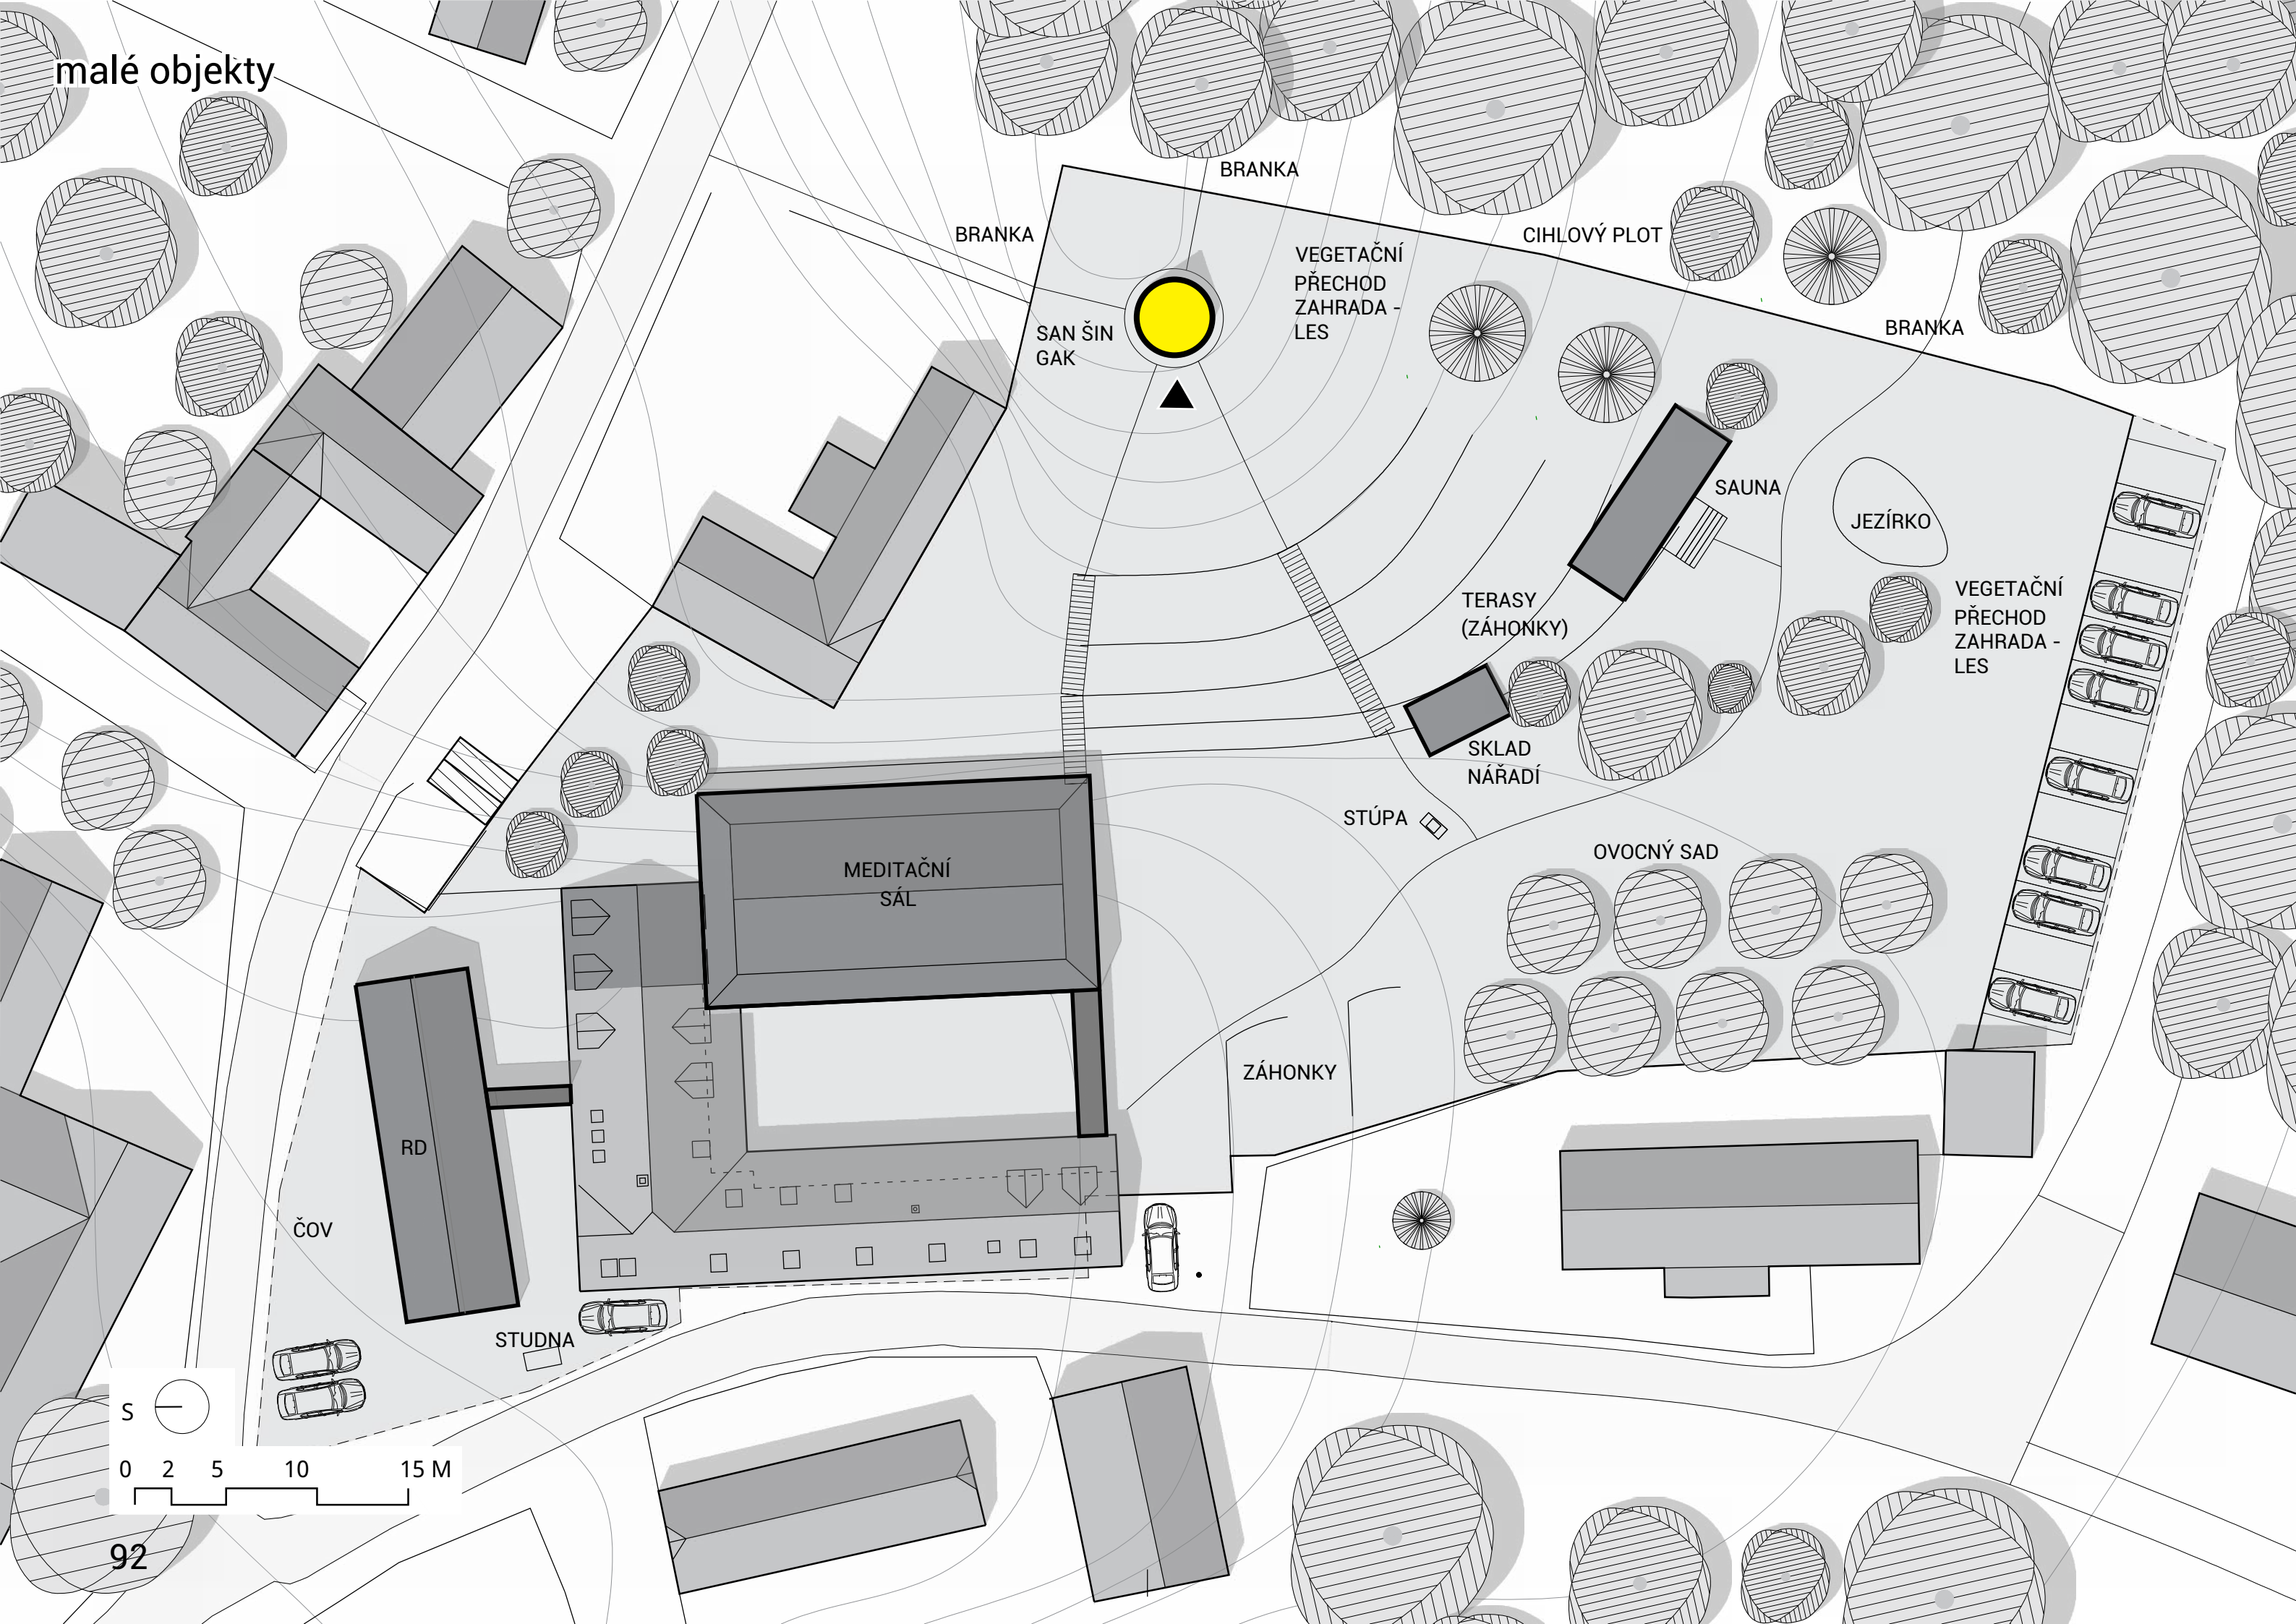 malé objekty
BRANKA
BRANKA
CIHLOVÝ PLOT
VEGETAČNÍ
PŘECHOD
ZAHRADA -
LES
SAN ŠIN
GAK
BRANKA
SAUNA
JEZÍRKO
VEGETAČNÍ
PŘECHOD
ZAHRADA -
LES
TERASY
(ZÁHONKY)
SKLAD
NÁŘADÍ
STÚPA
OVOCNÝ SAD
MEDITAČNÍ
SÁL
ZÁHONKY
RD
ČOV
STUDNA
S
0 2 5 10 15 M
92